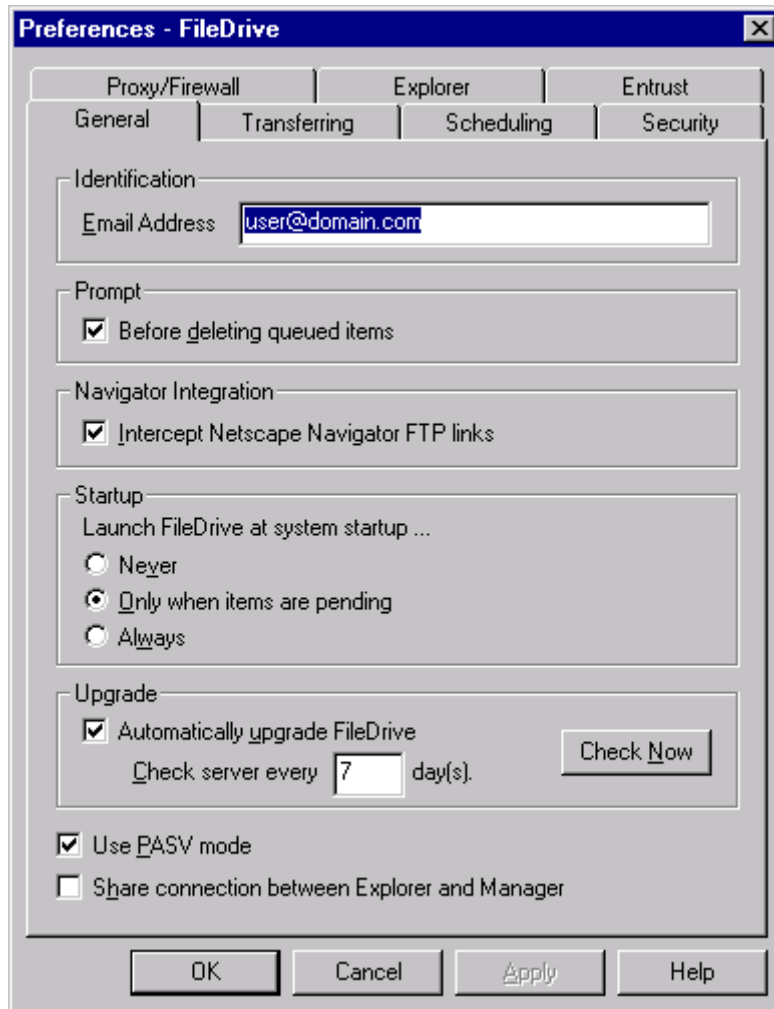 Preferences - FileDrive
Proxy/Firewall Explorer Entrust
General Transferring Scheduling Security
Identification
Email Address user@domain.com
Prompt
Before deleting queued items
Navigator Integration
Intercept Netscape Navigator FTP links
Startup
Launch FileDrive at system startup ...
Never
Only when items are pending
Always
Upgrade
Automatically upgrade FileDrive
Check server every 7 day(s).
Check Now
Use PASV mode
Share connection between Explorer and Manager
OK Cancel Apply Help